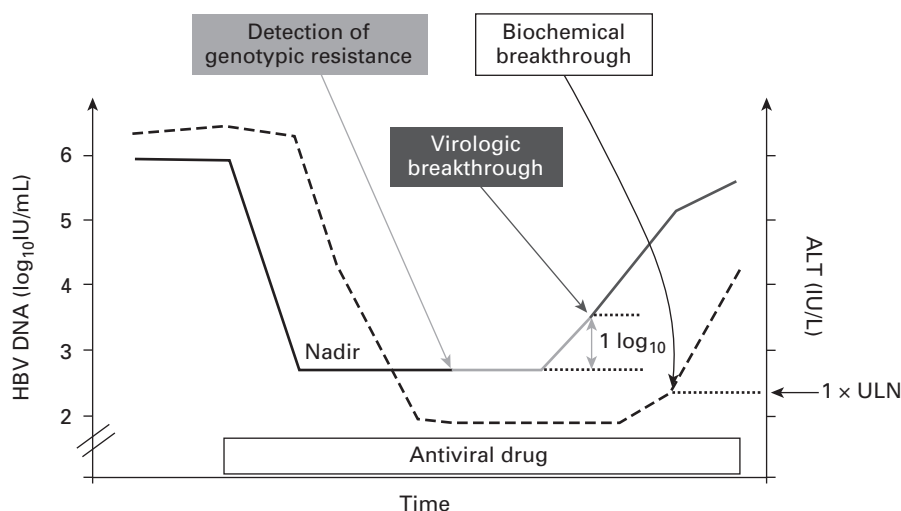 Detection of
genotypic resistance
Biochemical
breakthrough
Virologic
breakthrough
HBV DNA (log₁₀IU/mL)
6
5
4
3
2
Nadir
1 log₁₀
ALT (IU/L)
1 × ULN
Antiviral drug
Time